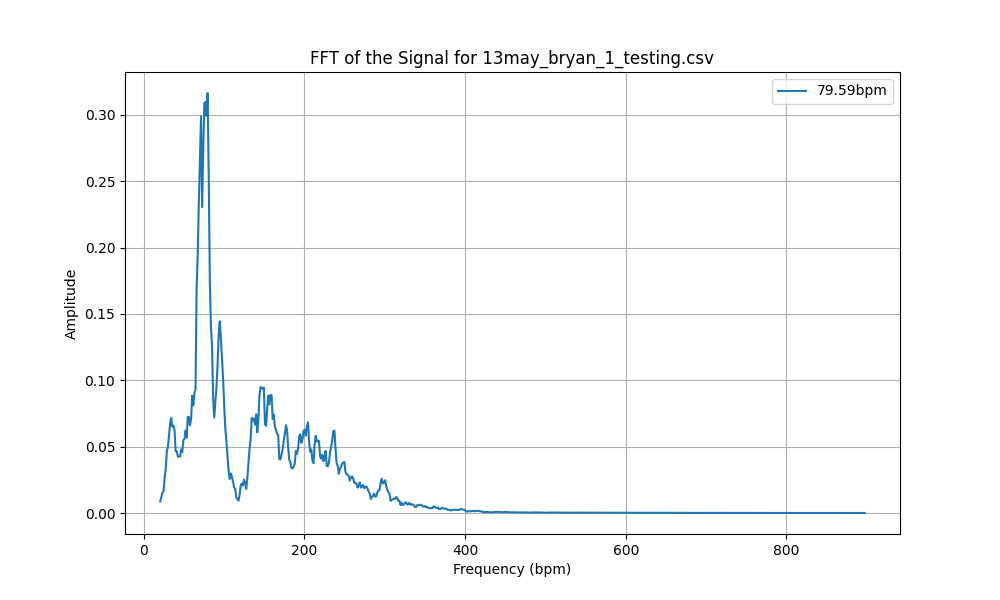 FFT of the Signal for 13may_bryan_1_testing.csv
79.59bpm
Amplitude
0.30
0.25
0.20
0.15
0.10
0.05
0.00
0 200 400 600 800
Frequency (bpm)